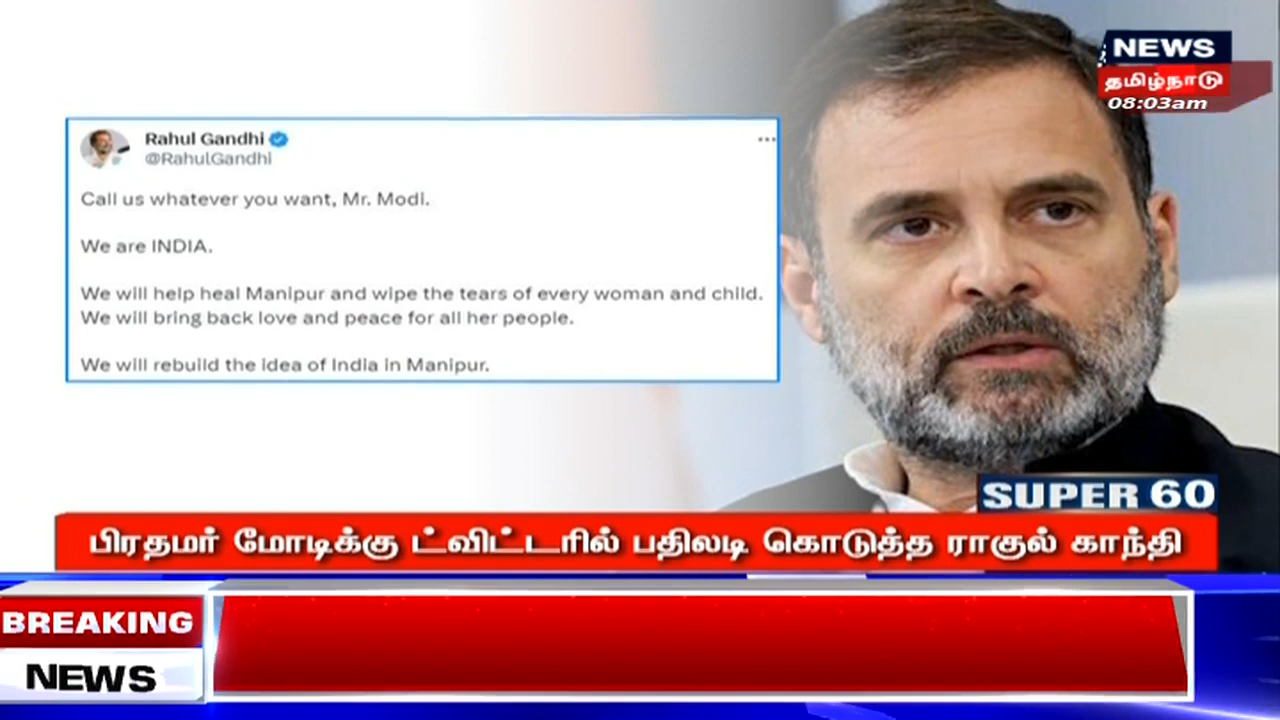 NEWS
தமிழ்நாடு
08:03am
Rahul Gandhi
@RahulGandhi
Call us whatever you want, Mr. Modi.
We are INDIA.
We will help heal Manipur and wipe the tears of every woman and child.
We will bring back love and peace for all her people.
We will rebuild the idea of India in Manipur.
SUPER 60
பிரதமர் மோடிக்கு ட்விட்டரில் பதிலடி கொடுத்த ராகுல் காந்தி
BREAKING
NEWS